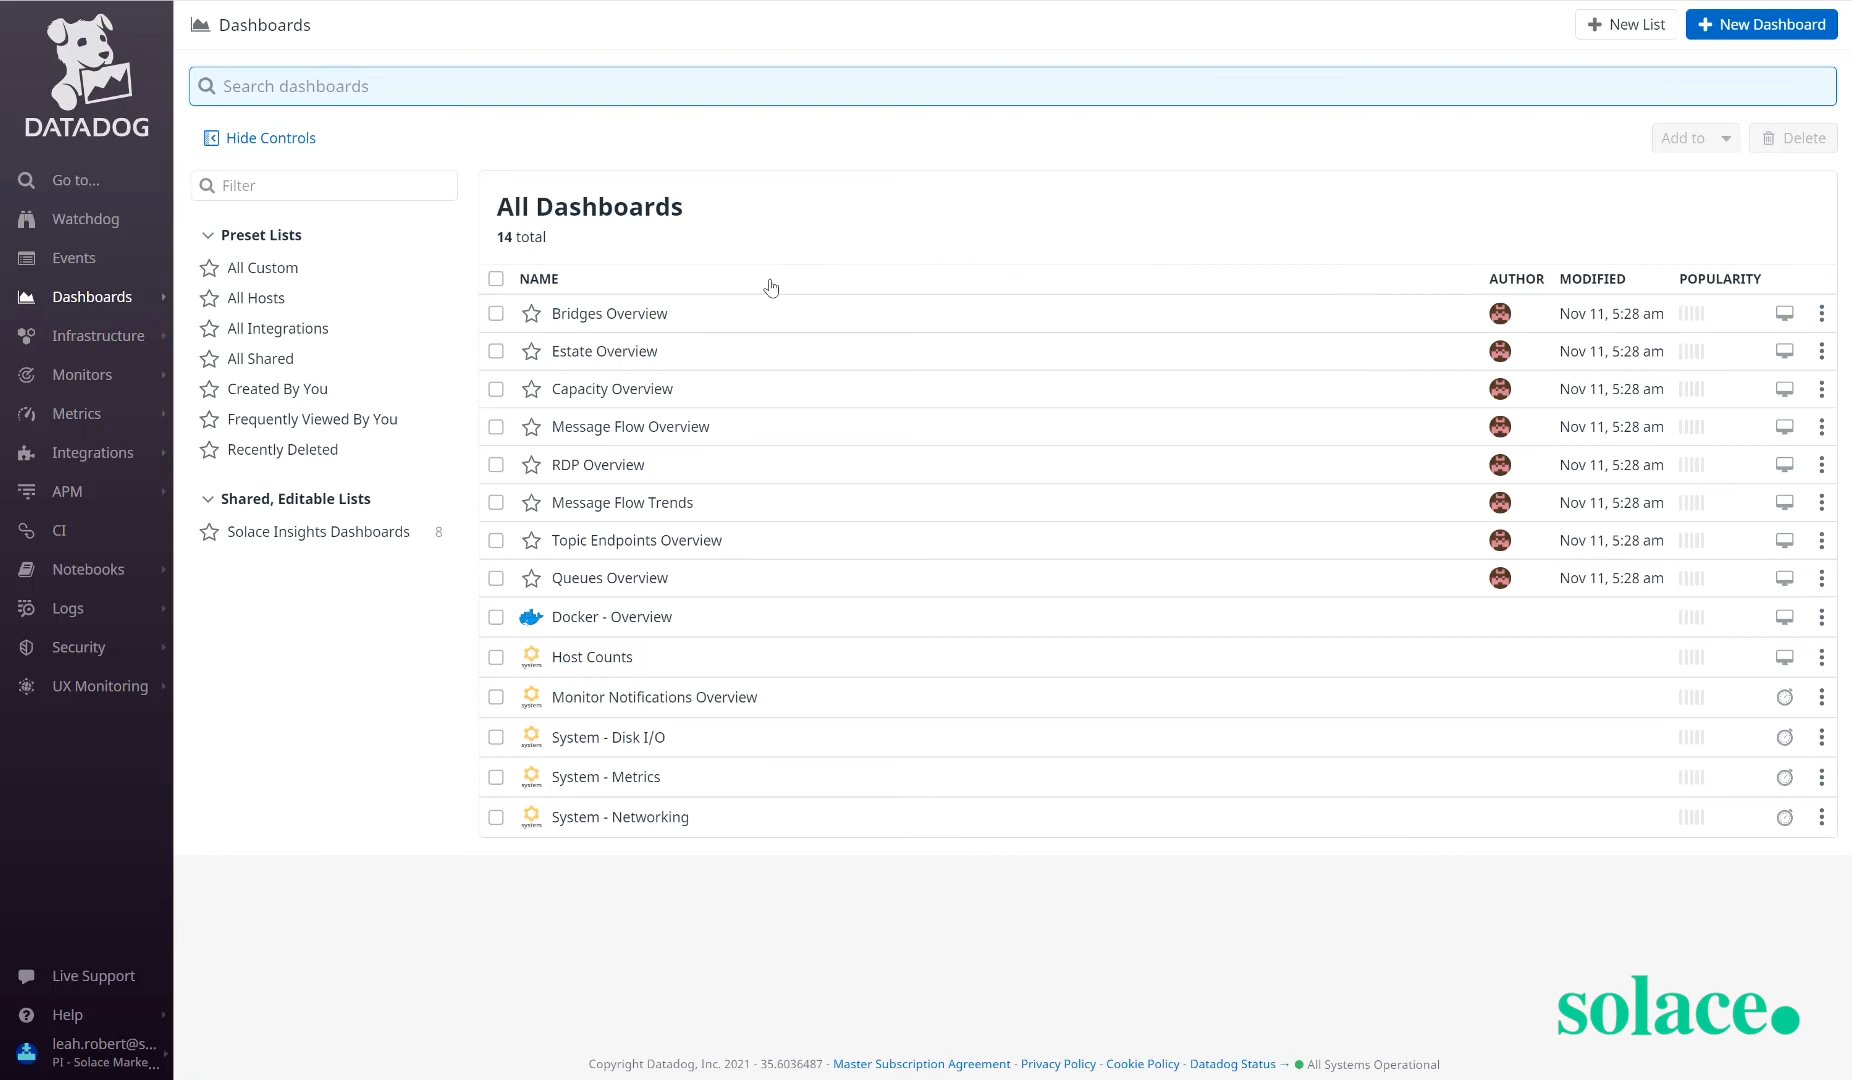 DATADOG
Go to...
Watchdog
Events
Dashboards
Infrastructure
Monitors
Metrics
Integrations
APM
CI
Notebooks
Logs
Security
UX Monitoring
Live Support
Help
leah.robert@s...
PI - Solace Marke...
Dashboards
New List
New Dashboard
Search dashboards
Hide Controls
Add to
Delete
Filter
Preset Lists
All Custom
All Hosts
All Integrations
All Shared
Created By You
Frequently Viewed By You
Recently Deleted
Shared, Editable Lists
Solace Insights Dashboards 8
All Dashboards
14 total
NAME AUTHOR MODIFIED POPULARITY
Bridges Overview Nov 11, 5:28 am
Estate Overview Nov 11, 5:28 am
Capacity Overview Nov 11, 5:28 am
Message Flow Overview Nov 11, 5:28 am
RDP Overview Nov 11, 5:28 am
Message Flow Trends Nov 11, 5:28 am
Topic Endpoints Overview Nov 11, 5:28 am
Queues Overview Nov 11, 5:28 am
Docker - Overview
system Host Counts
system Monitor Notifications Overview
system System - Disk I/O
system System - Metrics
system System - Networking
solace.
Copyright Datadog, Inc. 2021 - 35.6036487 - Master Subscription Agreement - Privacy Policy - Cookie Policy - Datadog Status → All Systems Operational